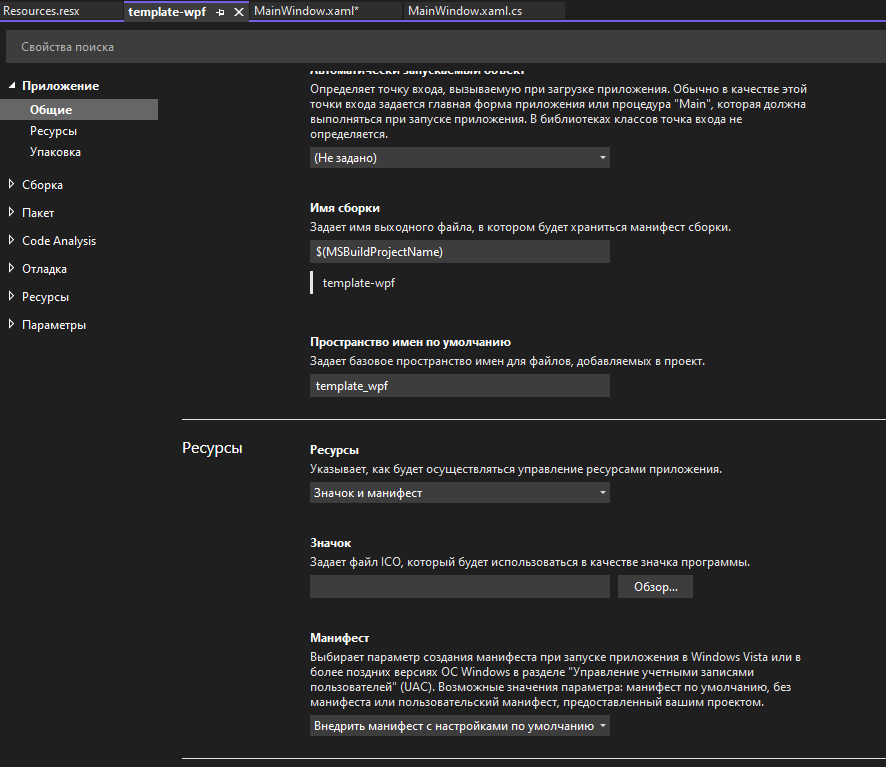 Resources.resx
template-wpf
MainWindow.xaml*
MainWindow.xaml.cs
Свойства поиска
Приложение
Общие
Ресурсы
Упаковка
Сборка
Пакет
Code Analysis
Отладка
Ресурсы
Параметры
Автоматически запускаемый объект
Определяет точку входа, вызываемую при загрузке приложения. Обычно в качестве этой
точки входа задается главная форма приложения или процедура "Main", которая должна
выполняться при запуске приложения. В библиотеках классов точка входа не
определяется.
(Не задано)
Имя сборки
Задает имя выходного файла, в котором будет храниться манифест сборки.
$(MSBuildProjectName)
template-wpf
Пространство имен по умолчанию
Задает базовое пространство имен для файлов, добавляемых в проект.
template_wpf
Ресурсы
Ресурсы
Указывает, как будет осуществляться управление ресурсами приложения.
Значок и манифест
Значок
Задает файл ICO, который будет использоваться в качестве значка программы.
Обзор...
Манифест
Выбирает параметр создания манифеста при запуске приложения в Windows Vista или в
более поздних версиях ОС Windows в разделе "Управление учетными записями
пользователей" (UAC). Возможные значения параметра: манифест по умолчанию, без
манифеста или пользовательский манифест, предоставленный вашим проектом.
Внедрить манифест с настройками по умолчанию